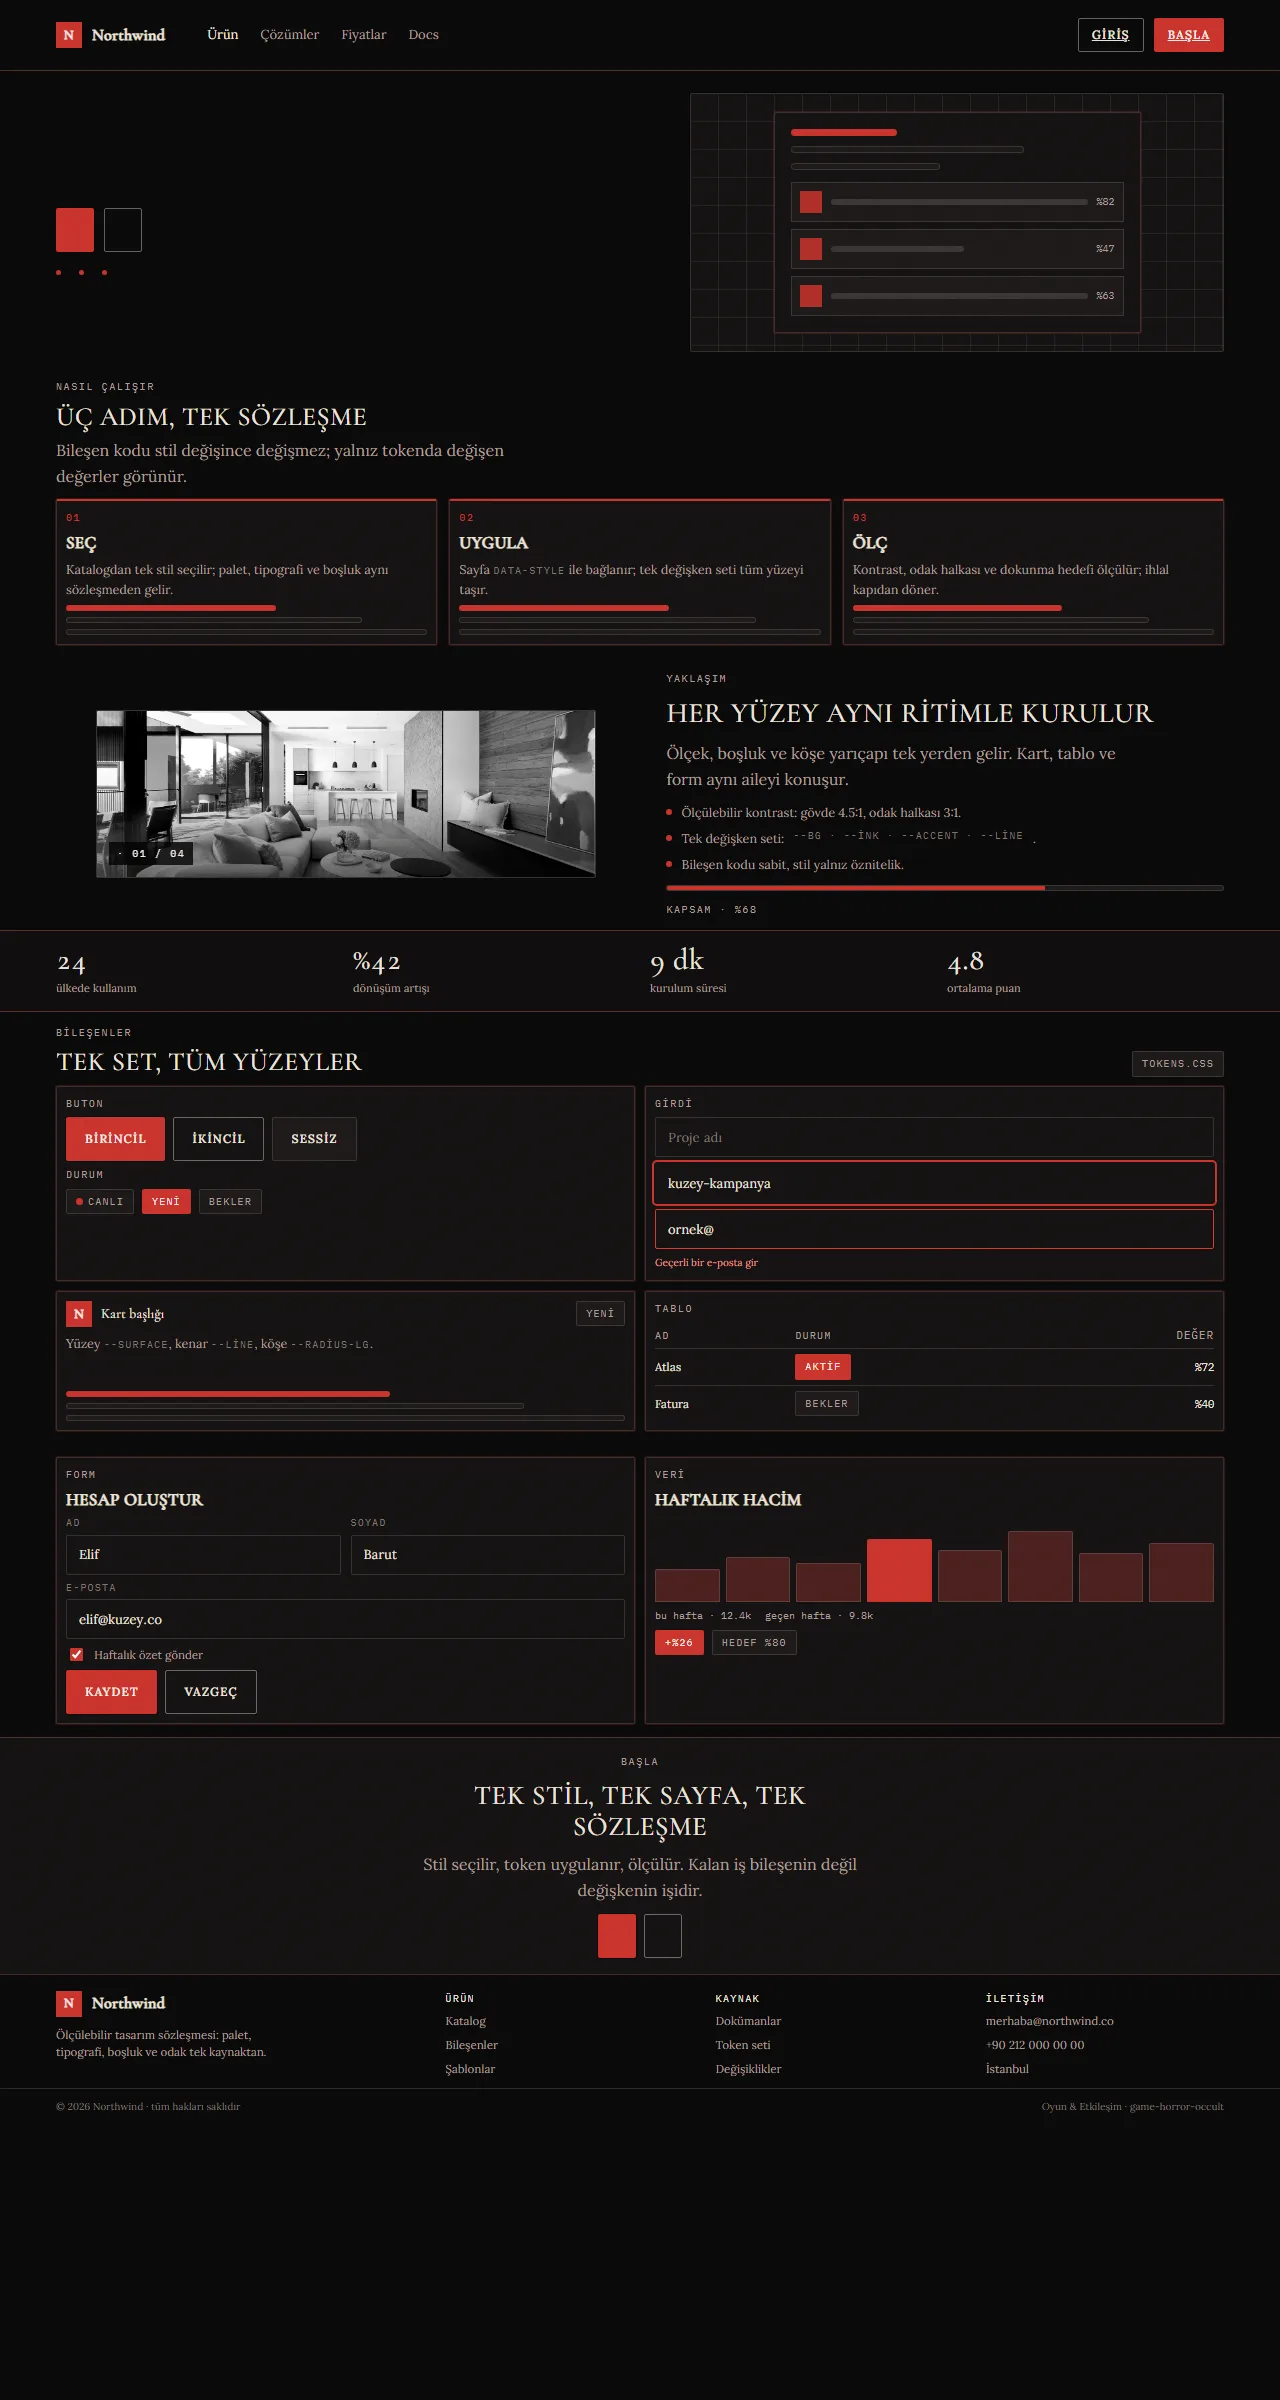 N Northwind Ürün Çözümler Fiyatlar Docs GİRİŞ BAŞLA
%82
%47
%63
NASIL ÇALIŞIR
ÜÇ ADIM, TEK SÖZLEŞME
Bileşen kodu stil değişince değişmez; yalnız tokenda değişen
değerler görünür.
01
SEÇ
Katalogdan tek stil seçilir; palet, tipografi ve boşluk aynı
sözleşmeden gelir.
02
UYGULA
Sayfa DATA-STYLE ile bağlanır; tek değişken seti tüm yüzeyi
taşır.
03
ÖLÇ
Kontrast, odak halkası ve dokunma hedefi ölçülür; ihlal
kapıdan döner.
· 01 / 04
YAKLAŞIM
HER YÜZEY AYNI RİTİMLE KURULUR
Ölçek, boşluk ve köşe yarıçapı tek yerden gelir. Kart, tablo ve
form aynı aileyi konuşur.
Ölçülebilir kontrast: gövde 4.5:1, odak halkası 3:1.
Tek değişken seti: --BG · --İNK · --ACCENT · --LİNE .
Bileşen kodu sabit, stil yalnız öznitelik.
KAPSAM · %68
24
ülkede kullanım
%42
dönüşüm artışı
9 dk
kurulum süresi
4.8
ortalama puan
BİLEŞENLER
TEK SET, TÜM YÜZEYLER
TOKENS.CSS
BUTON
BİRİNCİL İKİNCİL SESSİZ
DURUM
CANLI YENİ BEKLER
GİRDİ
Proje adı
kuzey-kampanya
ornek@
Geçerli bir e-posta gir
N Kart başlığı YENİ
Yüzey --SURFACE, kenar --LİNE, köşe --RADİUS-LG.
TABLO
AD DURUM DEĞER
Atlas AKTİF %72
Fatura BEKLER %40
FORM
HESAP OLUŞTUR
AD SOYAD
Elif Barut
E-POSTA
elif@kuzey.co
Haftalık özet gönder
KAYDET VAZGEÇ
VERİ
HAFTALIK HACİM
bu hafta · 12.4k geçen hafta · 9.8k
+%26 HEDEF %80
BAŞLA
TEK STİL, TEK SAYFA, TEK
SÖZLEŞME
Stil seçilir, token uygulanır, ölçülür. Kalan iş bileşenin değil
değişkenin işidir.
N Northwind
Ölçülebilir tasarım sözleşmesi: palet,
tipografi, boşluk ve odak tek kaynaktan.
ÜRÜN
Katalog
Bileşenler
Şablonlar
KAYNAK
Dokümanlar
Token seti
Değişiklikler
İLETİŞİM
merhaba@northwind.co
+90 212 000 00 00
İstanbul
© 2026 Northwind · tüm hakları saklıdır
Oyun & Etkileşim · game-horror-occult